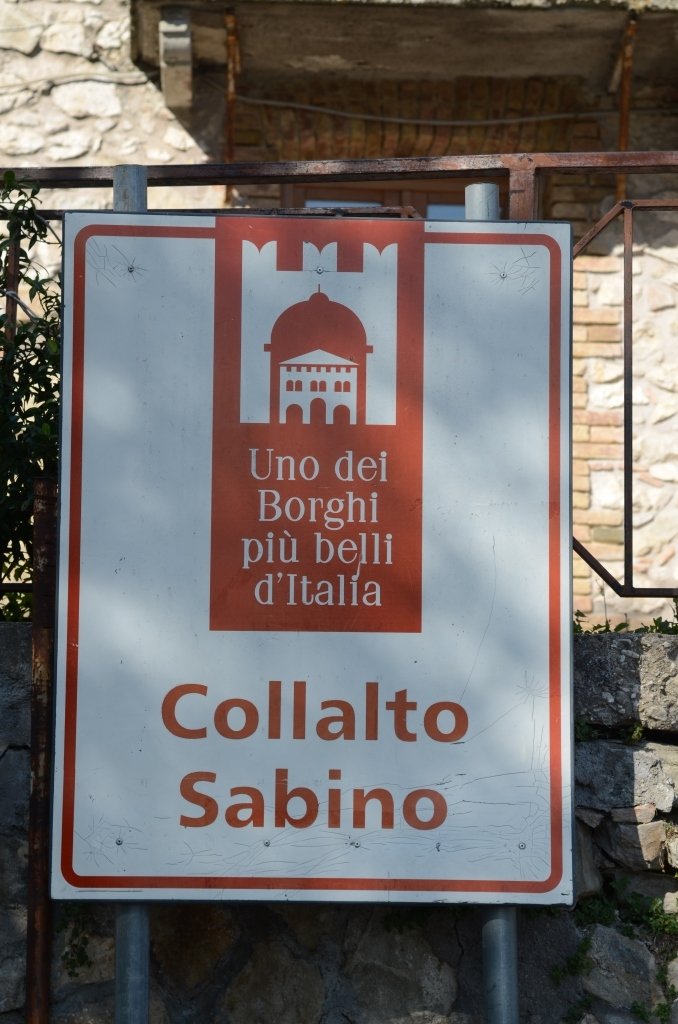 Uno dei
Borghi
più belli
d'Italia
Collalto
Sabino